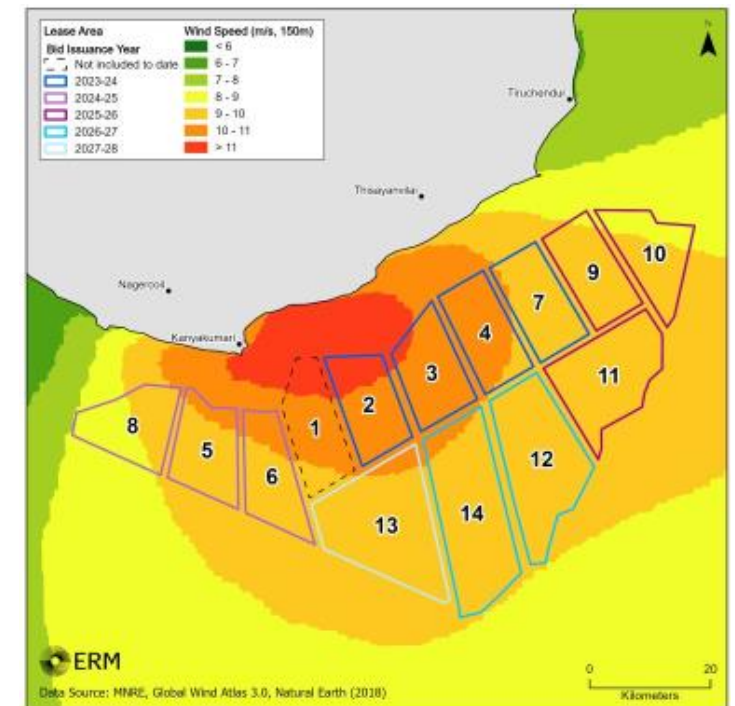 Lease Area
Bid Issuance Year
Not included to date
2023-24
2024-25
2025-26
2026-27
2027-28
Wind Speed (m/s, 150m)
< 6
6 - 7
7 - 8
8 - 9
9 - 10
10 - 11
> 11
N
Tiruchendur
Thisayanvilai
Nagercoil
Kanyakumari
10
9
7
4
3
11
2
1
8
5
6
12
14
13
ERM
0 20
Kilometers
Data Source: MNRE, Global Wind Atlas 3.0, Natural Earth (2018)